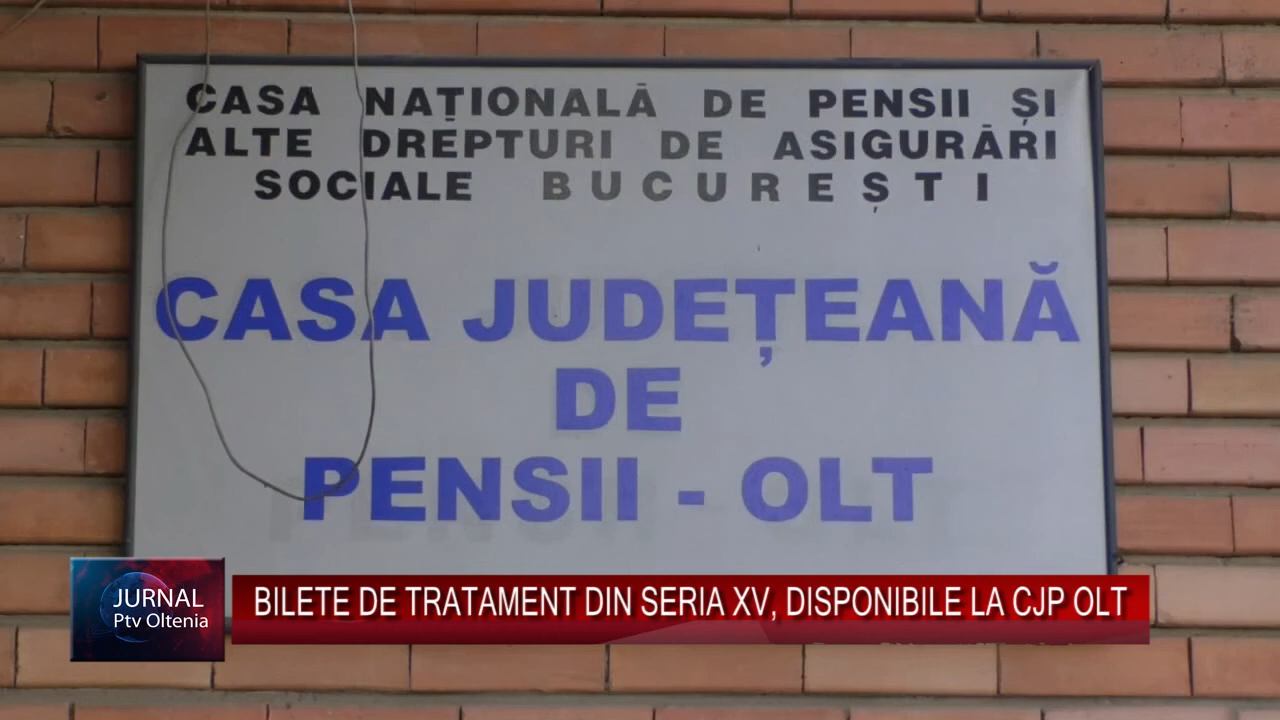 CASA NAȚIONALĂ DE PENSII ȘI
ALTE DREPTURI DE ASIGURĂRI
SOCIALE BUCUREȘTI
CASA JUDEȚEANĂ
DE
PENSII - OLT
JURNAL
Ptv Oltenia
BILETE DE TRATAMENT DIN SERIA XV, DISPONIBILE LA CJP OLT